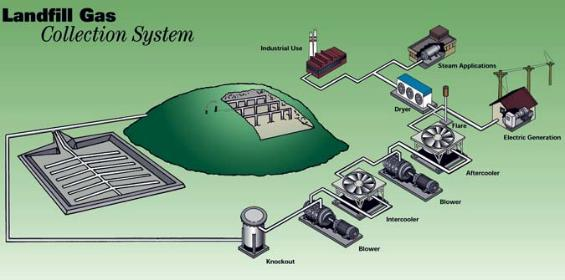 Landfill Gas
Collection System
Industrial Use
Steam Applications
Dryer
Flare
Electric Generation
Aftercooler
Blower
Intercooler
Blower
Knockout